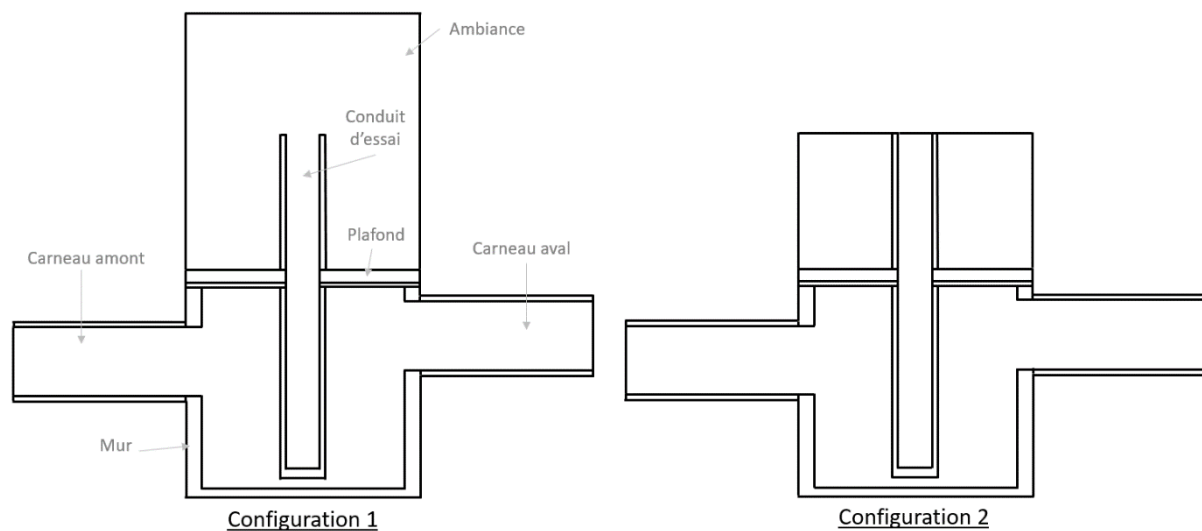 Ambiance
Conduit
d'essai
Plafond
Carneau amont
Carneau aval
Mur
Configuration 1
Configuration 2